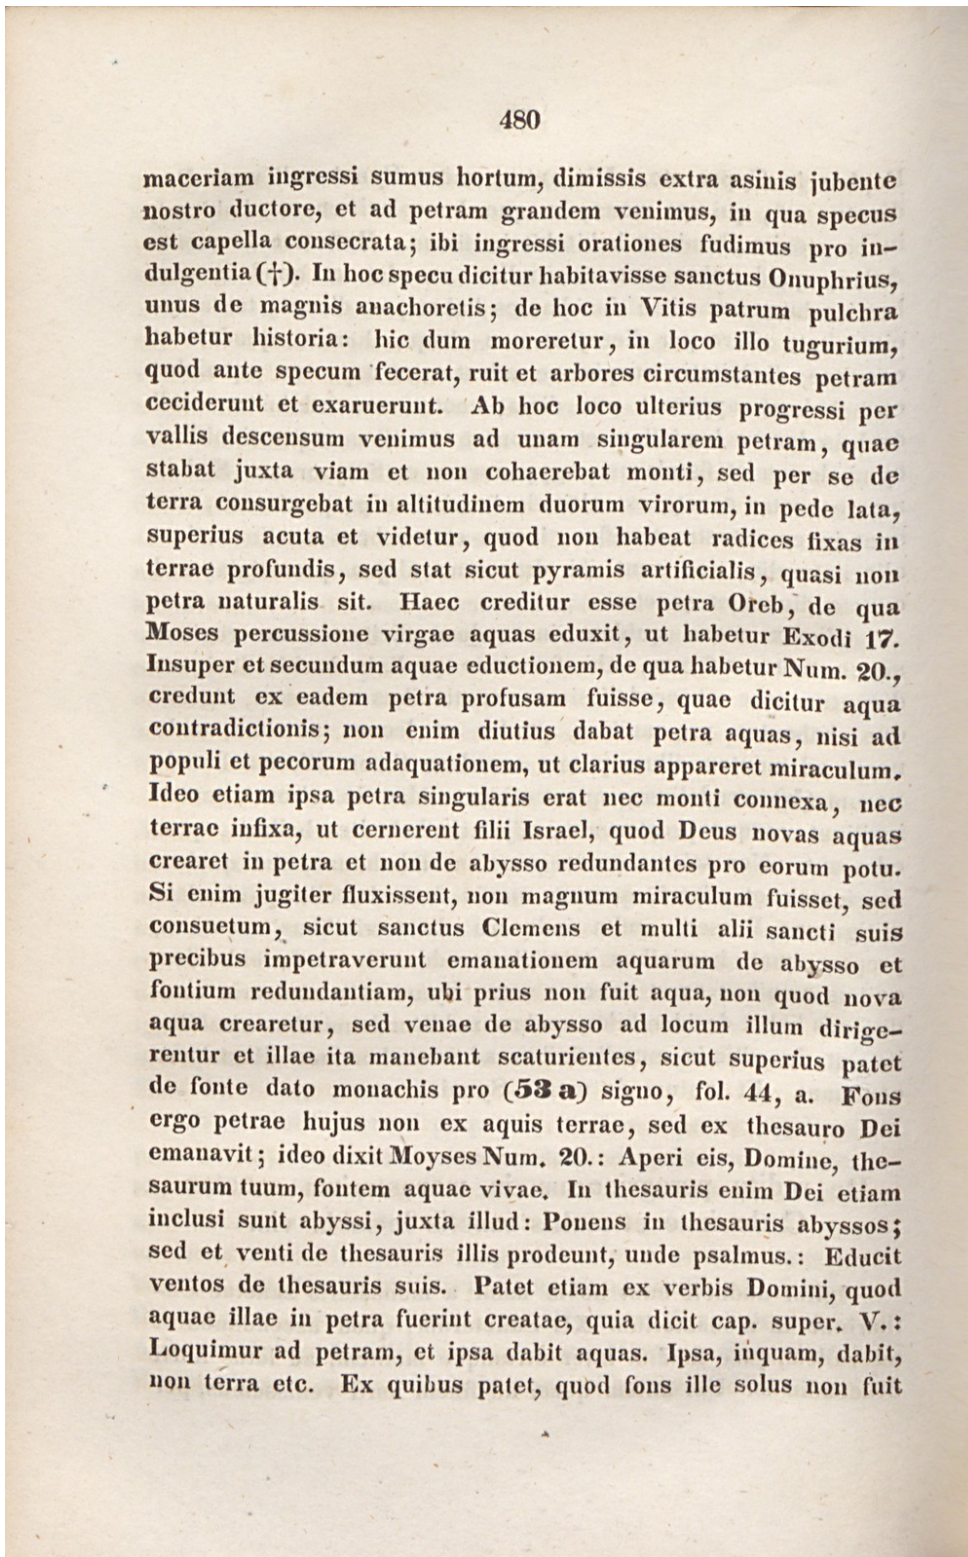 480
maceriam ingressi sumus hortum, dimissis extra asinis jubente
nostro ductore, et ad petram grandem venimus, in qua specus
est capella consecrata; ibi ingressi orationes fudimus pro in-
dulgentia (†). In hoc specu dicitur habitavisse sanctus Onuphrius,
unus de magnis anachoretis; de hoc in Vitis patrum pulchra
habetur historia: hic dum moreretur, in loco illo tugurium,
quod ante specum fecerat, ruit et arbores circumstantes petram
ceciderunt et exaruerunt. Ab hoc loco ulterius progressi per
vallis descensum venimus ad unam singularem petram, quae
stabat juxta viam et non cohaerebat monti, sed per se de
terra consurgebat in altitudinem duorum virorum, in pede lata,
superius acuta et videtur, quod non habeat radices fixas in
terrae profundis, sed stat sicut pyramis artificialis, quasi non
petra naturalis sit. Haec creditur esse petra Oreb, de qua
Moses percussione virgae aquas eduxit, ut habetur Exodi 17.
Insuper et secundum aquae eductionem, de qua habetur Num. 20.,
credunt ex eadem petra profusam fuisse, quae dicitur aqua
contradictionis; non enim diutius dabat petra aquas, nisi ad
populi et pecorum adaquationem, ut clarius appareret miraculum.
Ideo etiam ipsa petra singularis erat nec monti connexa, nec
terrae infixa, ut cernerent filii Israel, quod Deus novas aquas
crearet in petra et non de abysso redundantes pro eorum potu.
Si enim jugiter fluxissent, non magnum miraculum fuisset, sed
consuetum, sicut sanctus Clemens et multi alii sancti suis
precibus impetraverunt emanationem aquarum de abysso et
fontium redundantiam, ubi prius non fuit aqua, non quod nova
aqua crearetur, sed venae de abysso ad locum illum dirige-
rentur et illae ita manebant scaturientes, sicut superius patet
de fonte dato monachis pro (53 a) signo, fol. 44, a. Fons
ergo petrae hujus non ex aquis terrae, sed ex thesauro Dei
emanavit; ideo dixit Moyses Num. 20.: Aperi eis, Domine, the-
saurum tuum, fontem aquae vivae. In thesauris enim Dei etiam
inclusi sunt abyssi, juxta illud: Ponens in thesauris abyssos;
sed et venti de thesauris illis prodeunt, unde psalmus.: Educit
ventos de thesauris suis. Patet etiam ex verbis Domini, quod
aquae illae in petra fuerint creatae, quia dicit cap. super. V.:
Loquimur ad petram, et ipsa dabit aquas. Ipsa, inquam, dabit,
non terra etc. Ex quibus patet, quod fons ille solus non fuit